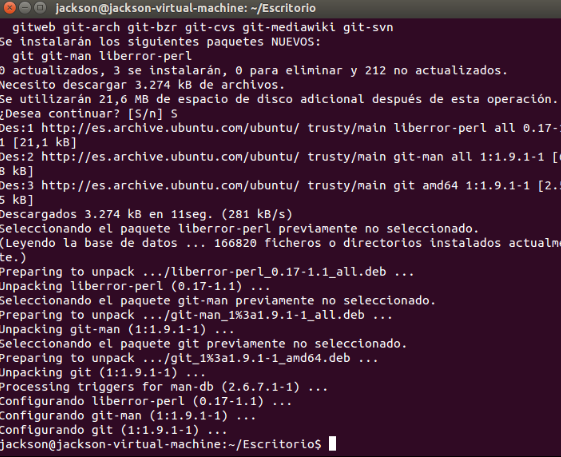 jackson@jackson-virtual-machine: ~/Escritorio
gitweb git-arch git-bzr git-cvs git-mediawiki git-svn
Se instalarán los siguientes paquetes NUEVOS:
git git-man liberror-perl
0 actualizados, 3 se instalarán, 0 para eliminar y 212 no actualizados.
Necesito descargar 3.274 kB de archivos.
Se utilizarán 21,6 MB de espacio de disco adicional después de esta operación.
¿Desea continuar? [S/n] S
Des:1 http://es.archive.ubuntu.com/ubuntu/ trusty/main liberror-perl all 0.17-1.
1 [21,1 kB]
Des:2 http://es.archive.ubuntu.com/ubuntu/ trusty/main git-man all 1:1.9.1-1 [
8 kB]
Des:3 http://es.archive.ubuntu.com/ubuntu/ trusty/main git amd64 1:1.9.1-1 [2.5
5 kB]
Descargados 3.274 kB en 11seg. (281 kB/s)
Seleccionando el paquete liberror-perl previamente no seleccionado.
(Leyendo la base de datos ... 166820 ficheros o directorios instalados actualme
te.)
Preparing to unpack .../liberror-perl_0.17-1.1_all.deb ...
Unpacking liberror-perl (0.17-1.1) ...
Seleccionando el paquete git-man previamente no seleccionado.
Preparing to unpack .../git-man_1%3a1.9.1-1_all.deb ...
Unpacking git-man (1:1.9.1-1) ...
Seleccionando el paquete git previamente no seleccionado.
Preparing to unpack .../git_1%3a1.9.1-1_amd64.deb ...
Unpacking git (1:1.9.1-1) ...
Processing triggers for man-db (2.6.7.1-1) ...
Configurando liberror-perl (0.17-1.1) ...
Configurando git-man (1:1.9.1-1) ...
Configurando git (1:1.9.1-1) ...
jackson@jackson-virtual-machine:~/Escritorio$